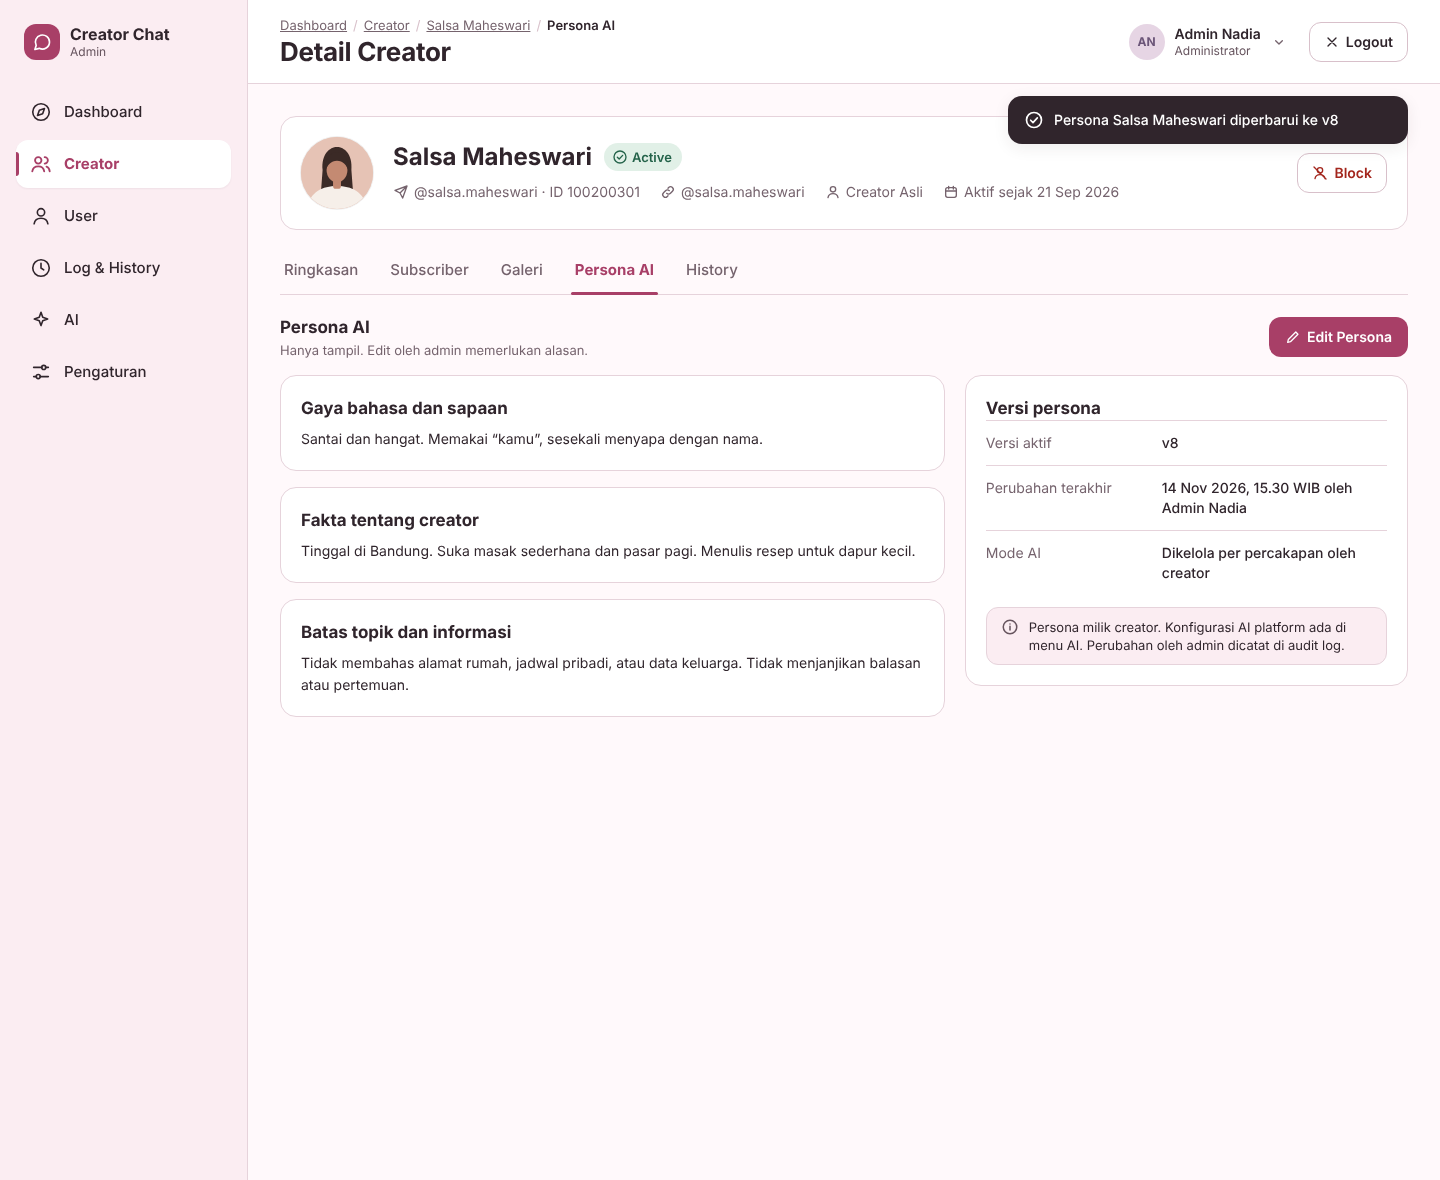 Creator Chat
Admin
Dashboard
Creator
User
Log & History
AI
Pengaturan
Dashboard / Creator / Salsa Maheswari / Persona AI
Detail Creator
AN
Admin Nadia
Administrator
Logout
Persona Salsa Maheswari diperbarui ke v8
Salsa Maheswari
Active
@salsa.maheswari · ID 100200301
@salsa.maheswari
Creator Asli
Aktif sejak 21 Sep 2026
Block
Ringkasan
Subscriber
Galeri
Persona AI
History
Persona AI
Hanya tampil. Edit oleh admin memerlukan alasan.
Edit Persona
Gaya bahasa dan sapaan
Santai dan hangat. Memakai “kamu”, sesekali menyapa dengan nama.
Fakta tentang creator
Tinggal di Bandung. Suka masak sederhana dan pasar pagi. Menulis resep untuk dapur kecil.
Batas topik dan informasi
Tidak membahas alamat rumah, jadwal pribadi, atau data keluarga. Tidak menjanjikan balasan
atau pertemuan.
Versi persona
Versi aktif
v8
Perubahan terakhir
14 Nov 2026, 15.30 WIB oleh
Admin Nadia
Mode AI
Dikelola per percakapan oleh
creator
Persona milik creator. Konfigurasi AI platform ada di
menu AI. Perubahan oleh admin dicatat di audit log.